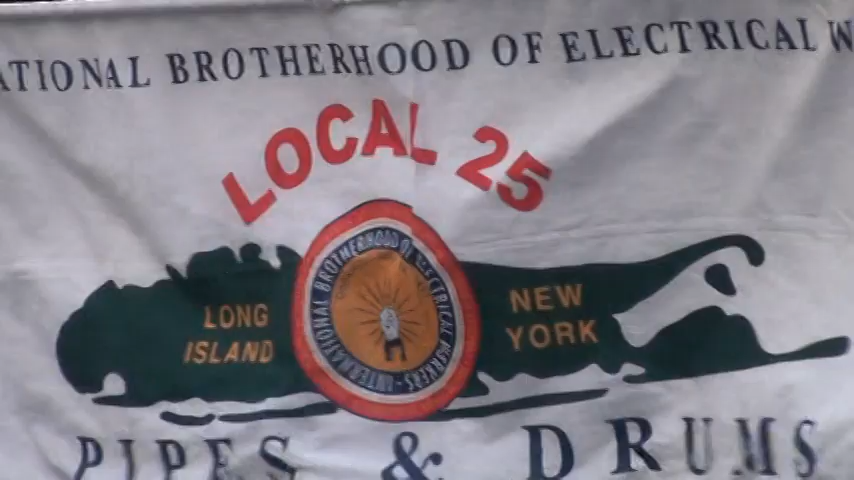 ATIONAL BROTHERHOOD OF ELECTRICAL W
LOCAL 25
INTERNATIONAL BROTHERHOOD OF ELECTRICAL WORKERS -
LONG
ISLAND
NEW
YORK
PIPES & DRUMS